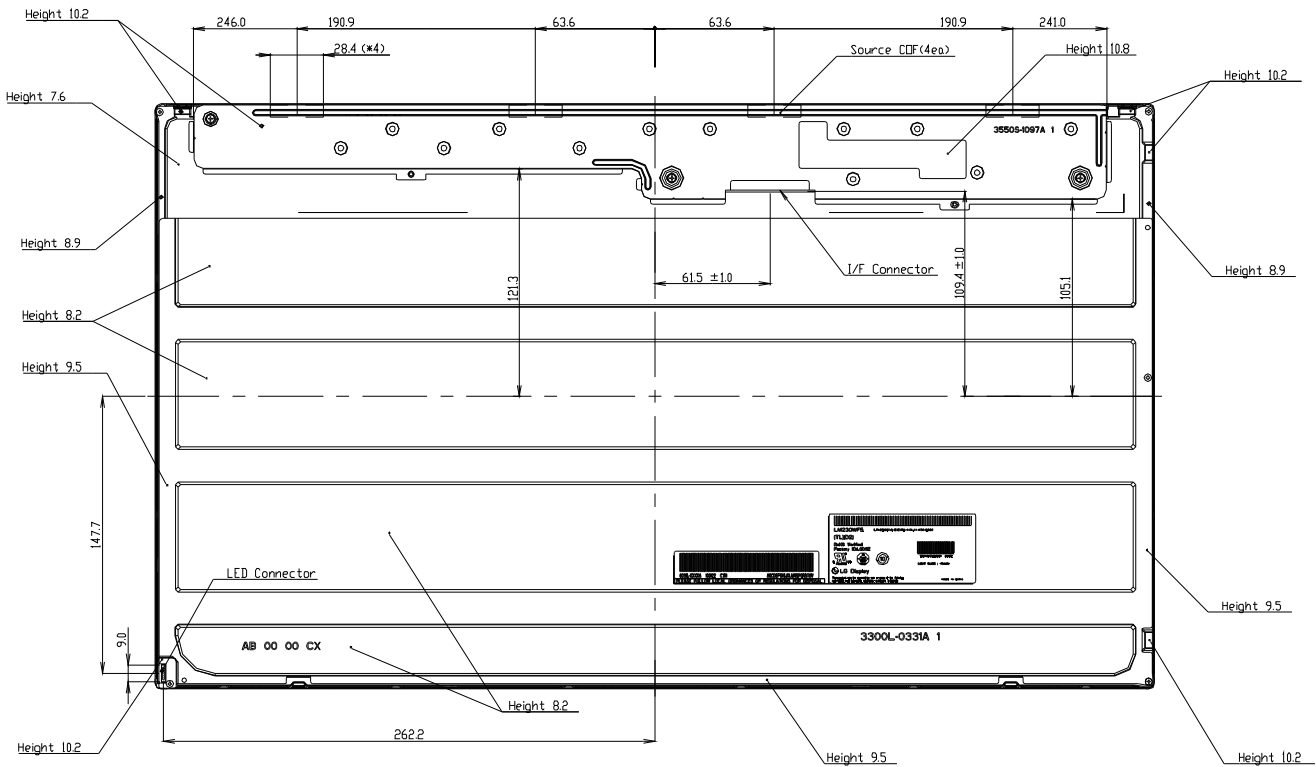 Height 10.2
246.0
190.9
63.6
63.6
190.9
241.0
28.4 (*4)
Source COF(4ea)
Height 10.8
Height 10.2
Height 7.6
3550S-1097A 1
Height 8.9
121.3
61.5 ±1.0
I/F Connector
109.4 ±1.0
105.1
Height 8.9
Height 8.2
Height 9.5
147.7
LED Connector
9.0
AB 00 00 CX
3300L-0331A 1
LG Display
Height 9.5
Height 8.2
262.2
Height 10.2
Height 9.5
Height 10.2